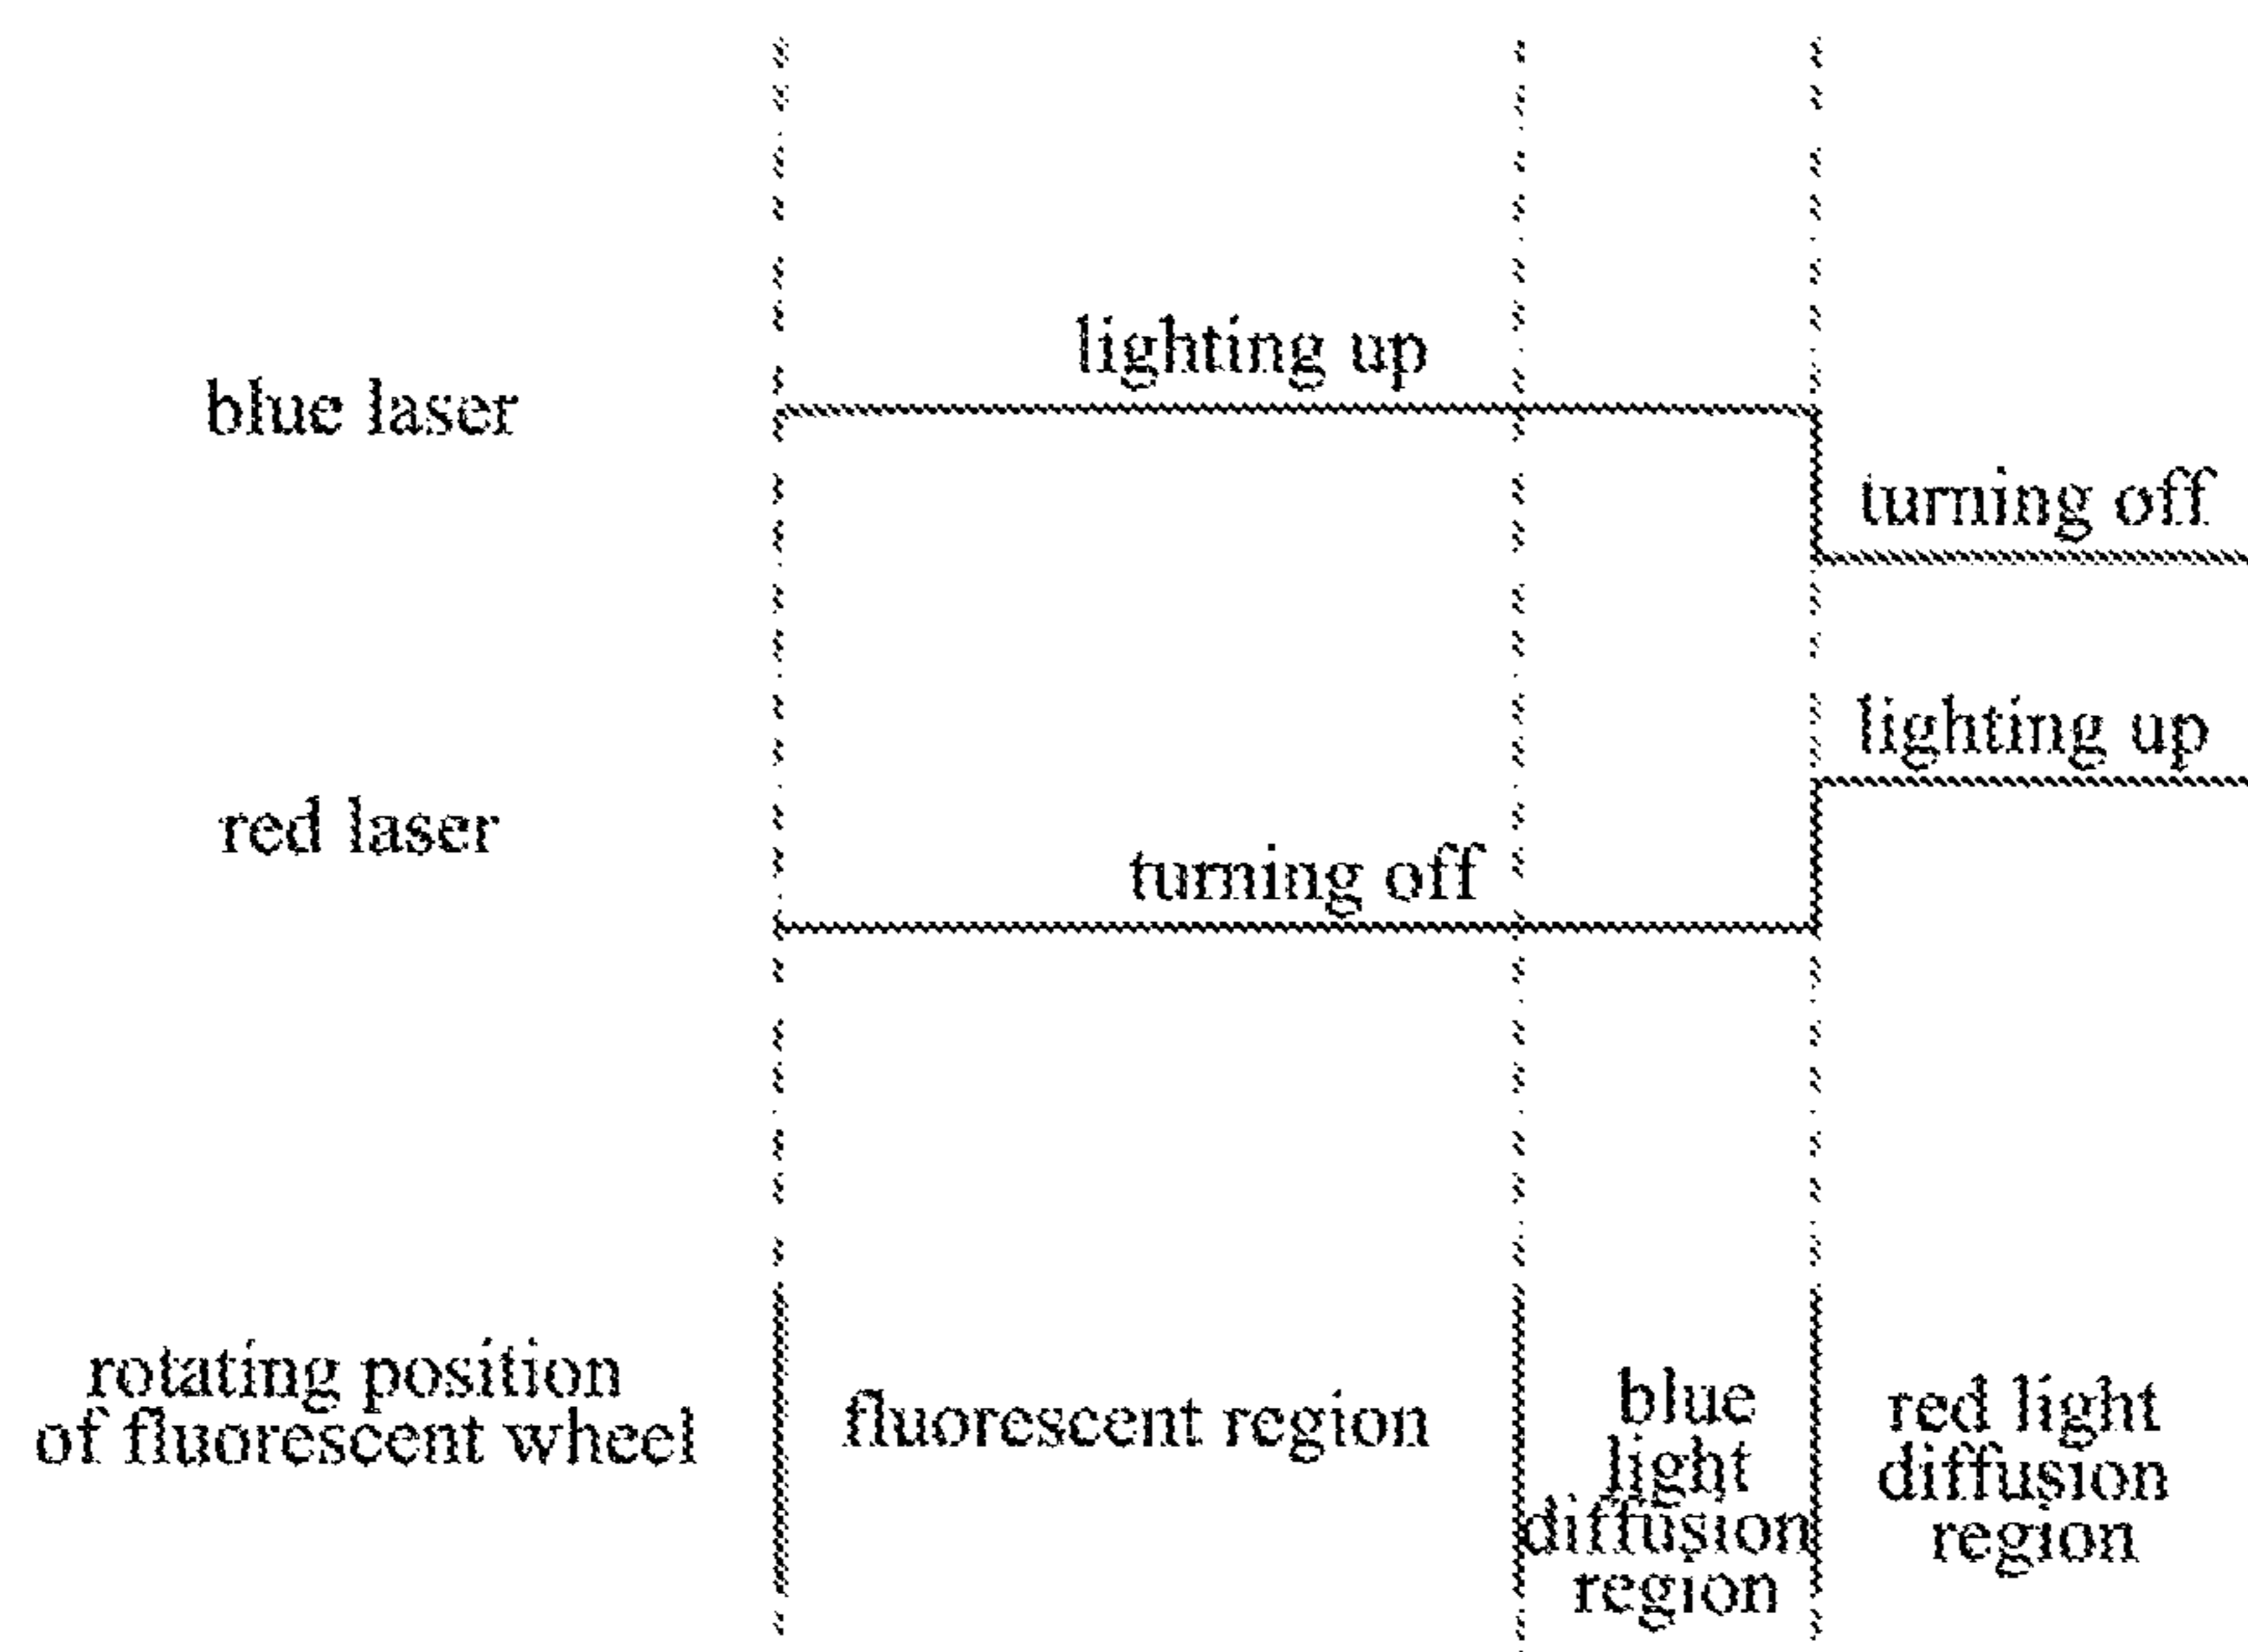 lighting up
blue laser
turning off
lighting up
red laser
turning off
rotating position
of fluorescent wheel
fluorescent region
blue
light
diffusion
region
red light
diffusion
region